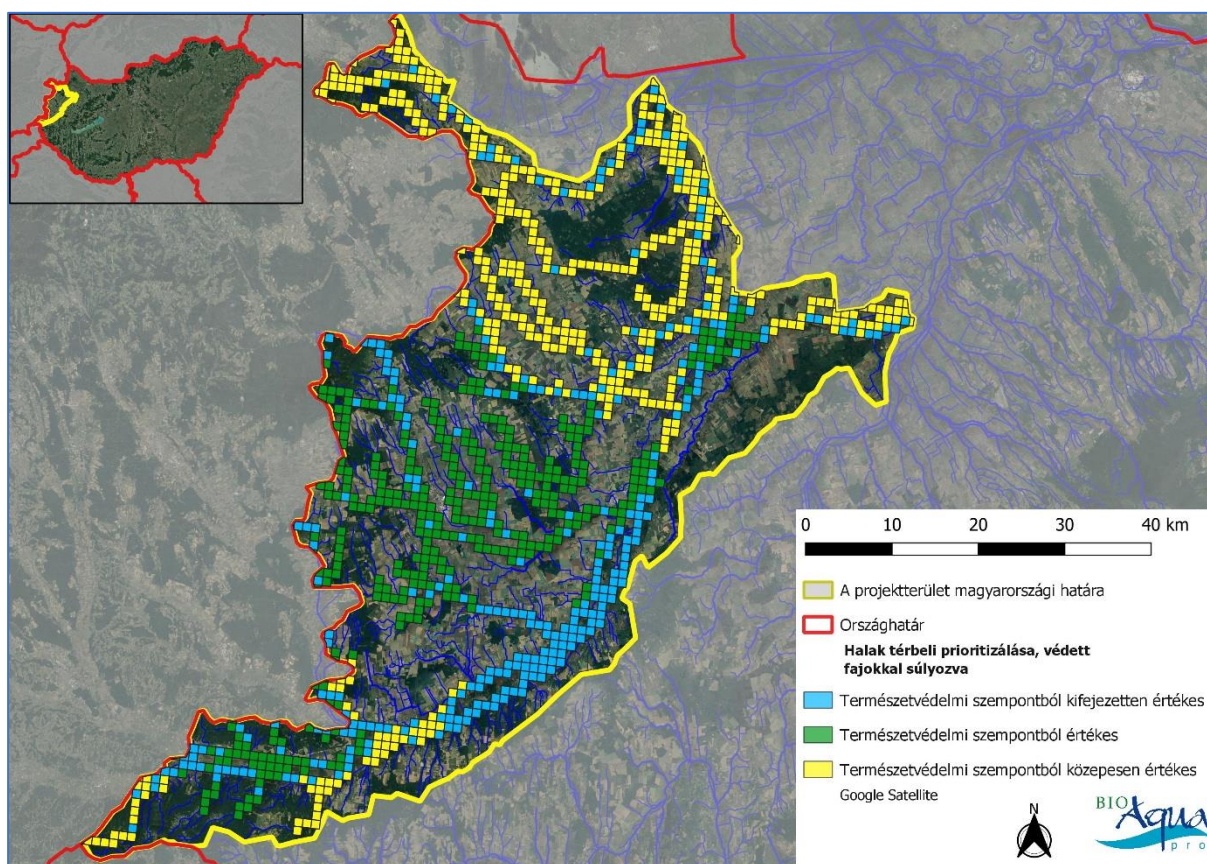 0 10 20 30 40 km
A projektterület magyarországi határa
Országhatár
Halak térbeli prioritizálása, védett
fajokkal súlyozva
Természetvédelmi szempontból kifejezetten értékes
Természetvédelmi szempontból értékes
Természetvédelmi szempontból közepesen értékes
Google Satellite
N
BIO
Aqua
pro